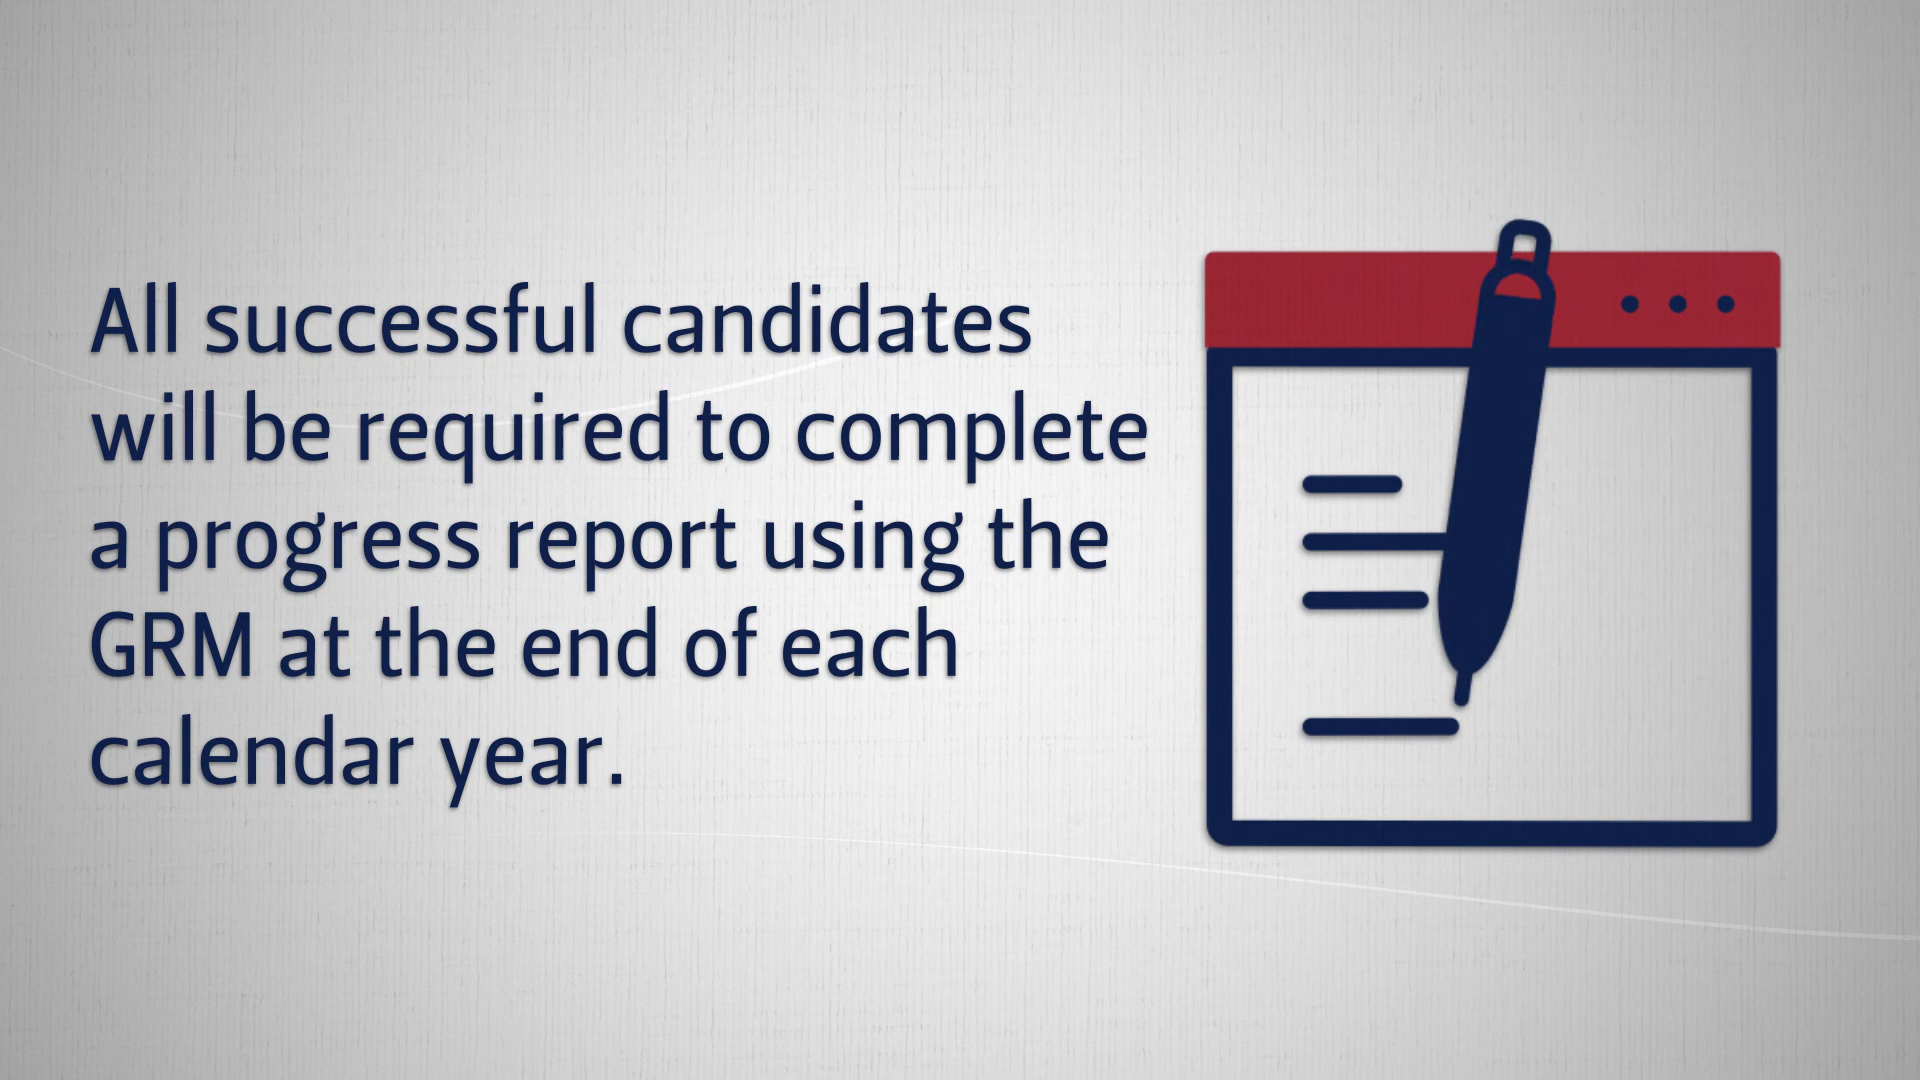 All successful candidates
will be required to complete
a progress report using the
GRM at the end of each
calendar year.